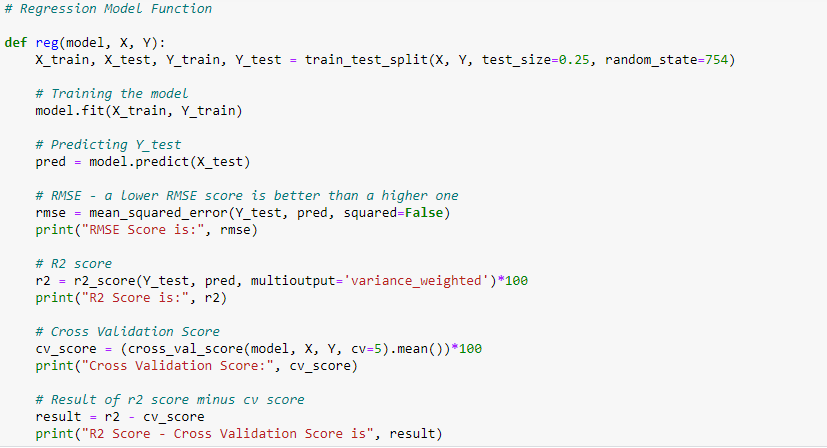 # Regression Model Function
def reg(model, X, Y):
    X_train, X_test, Y_train, Y_test = train_test_split(X, Y, test_size=0.25, random_state=754)
    # Training the model
    model.fit(X_train, Y_train)
    # Predicting Y_test
    pred = model.predict(X_test)
    # RMSE - a lower RMSE score is better than a higher one
    rmse = mean_squared_error(Y_test, pred, squared=False)
    print("RMSE Score is:", rmse)
    # R2 score
    r2 = r2_score(Y_test, pred, multioutput='variance_weighted')*100
    print("R2 Score is:", r2)
    # Cross Validation Score
    cv_score = (cross_val_score(model, X, Y, cv=5).mean())*100
    print("Cross Validation Score:", cv_score)
    # Result of r2 score minus cv score
    result = r2 - cv_score
    print("R2 Score - Cross Validation Score is", result)